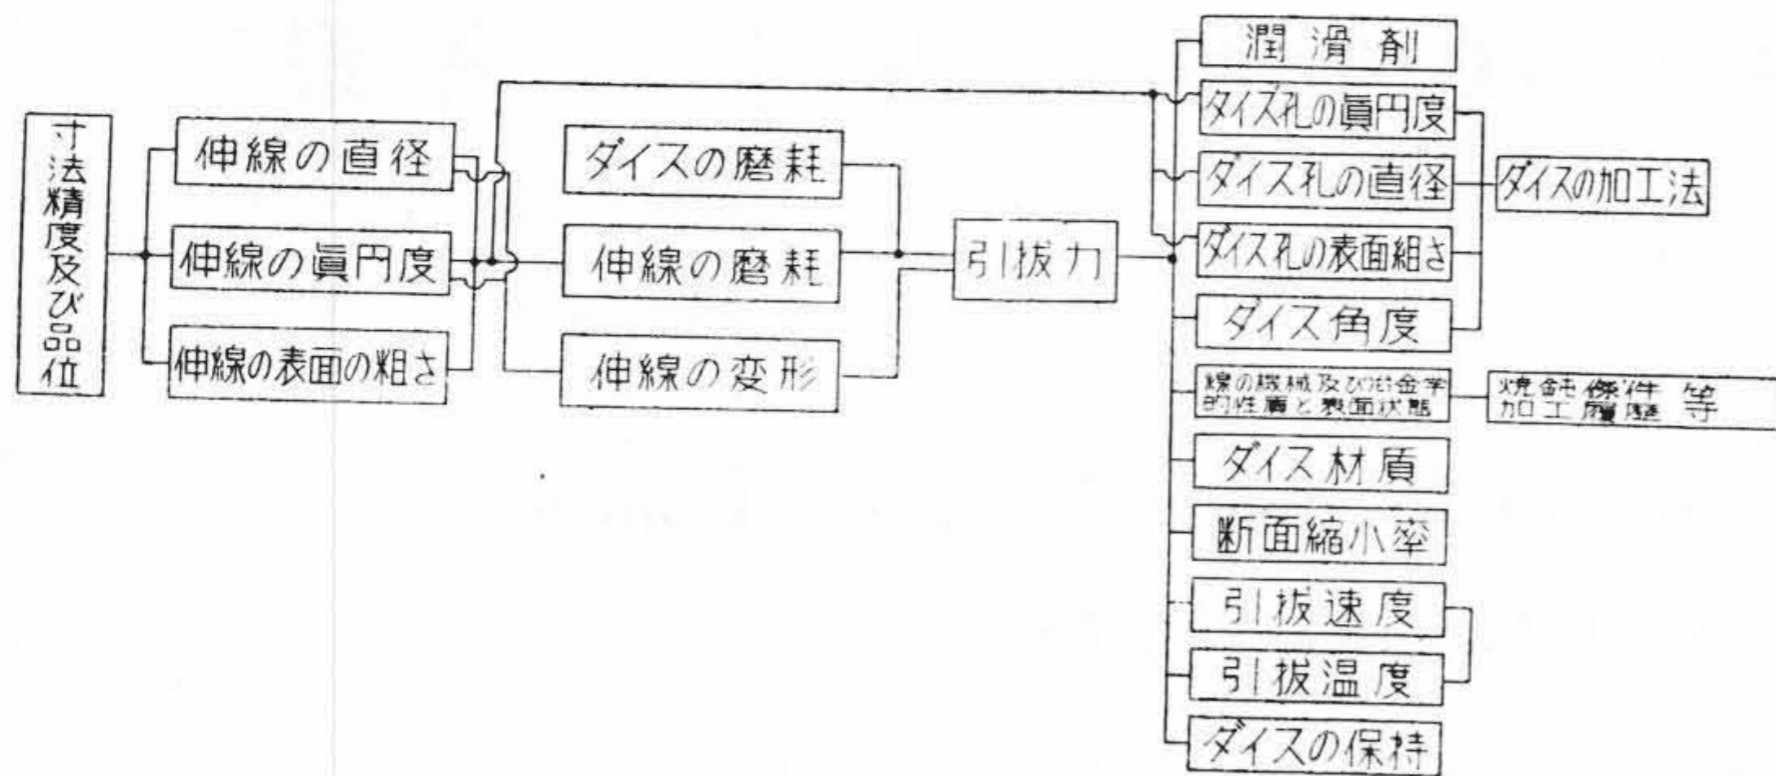 寸法精度及び品位
伸線の直径
伸線の眞円度
伸線の表面の粗さ
ダイスの磨耗
伸線の磨耗
伸線の変形
引抜力
潤滑剤
ダイス孔の眞円度
ダイス孔の直径
ダイス孔の表面組さ
ダイス角度
線の機械及び冶金学
的性質と表面状態
ダイス材質
断面縮小率
引抜速度
引抜温度
ダイスの保持
ダイスの加工法
焼鈍條件等
加工履歴